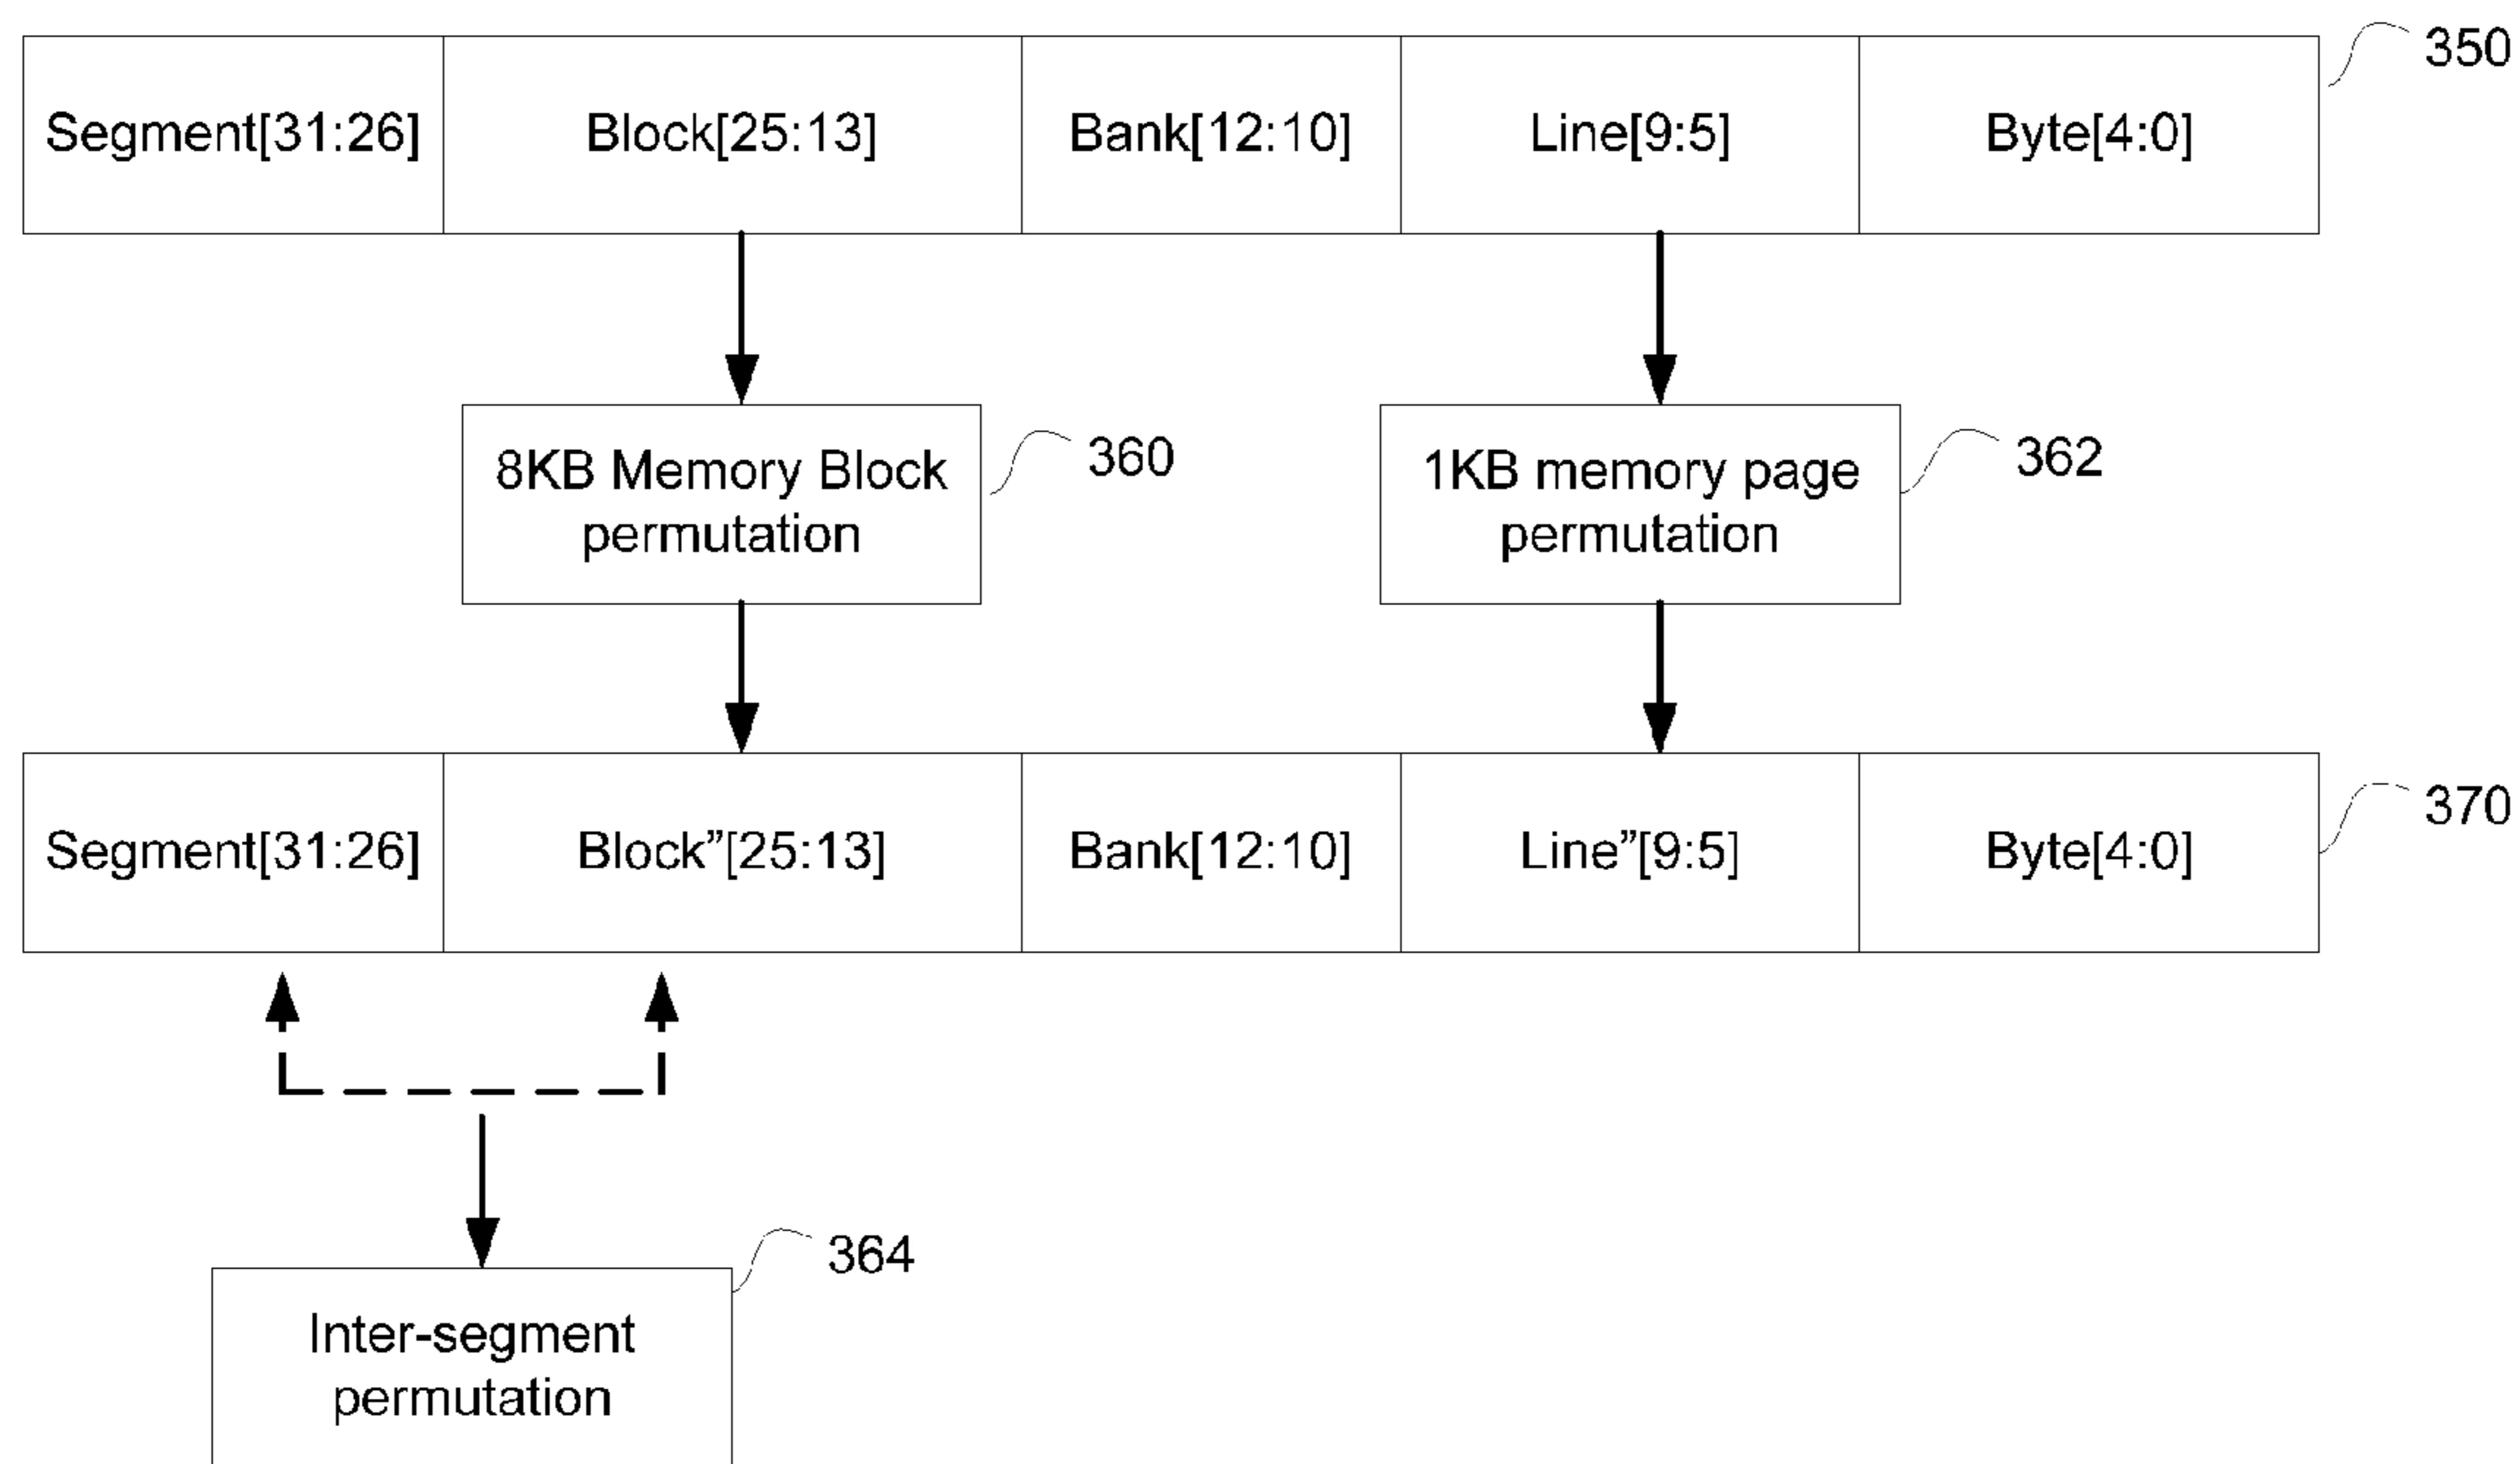 350
Segment[31:26]
Block[25:13]
Bank[12:10]
Line[9:5]
Byte[4:0]
8KB Memory Block
permutation
360
1KB memory page
permutation
362
370
Segment[31:26]
Block”[25:13]
Bank[12:10]
Line”[9:5]
Byte[4:0]
364
Inter-segment
permutation